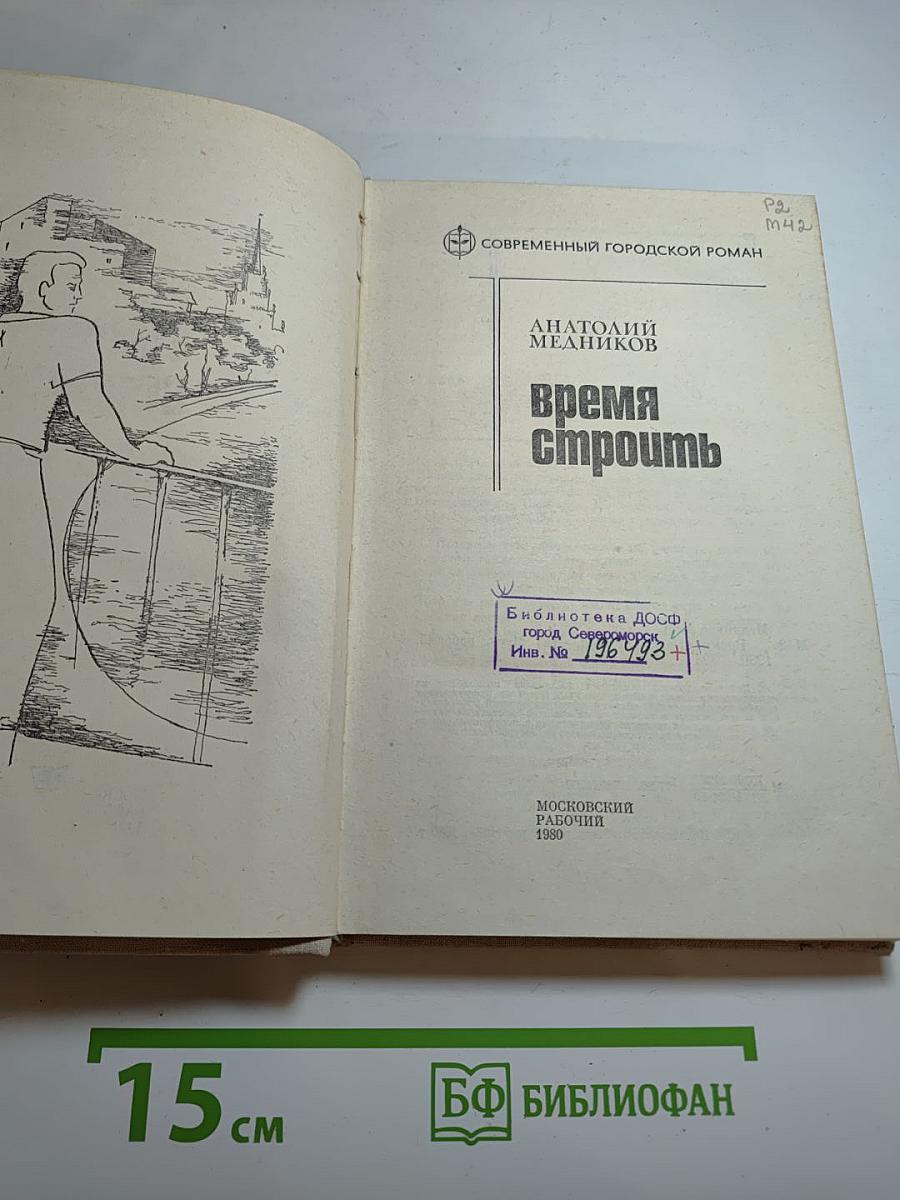 Р2
М42
СОВРЕМЕННЫЙ ГОРОДСКОЙ РОМАН
АНАТОЛИЙ
МЕДНИКОВ
время
строить
Библиотека ДОСФ
город Североморск
Инв. № 196493
МОСКОВСКИЙ
РАБОЧИЙ
1980
15 см
БФ БИБЛИОФАН